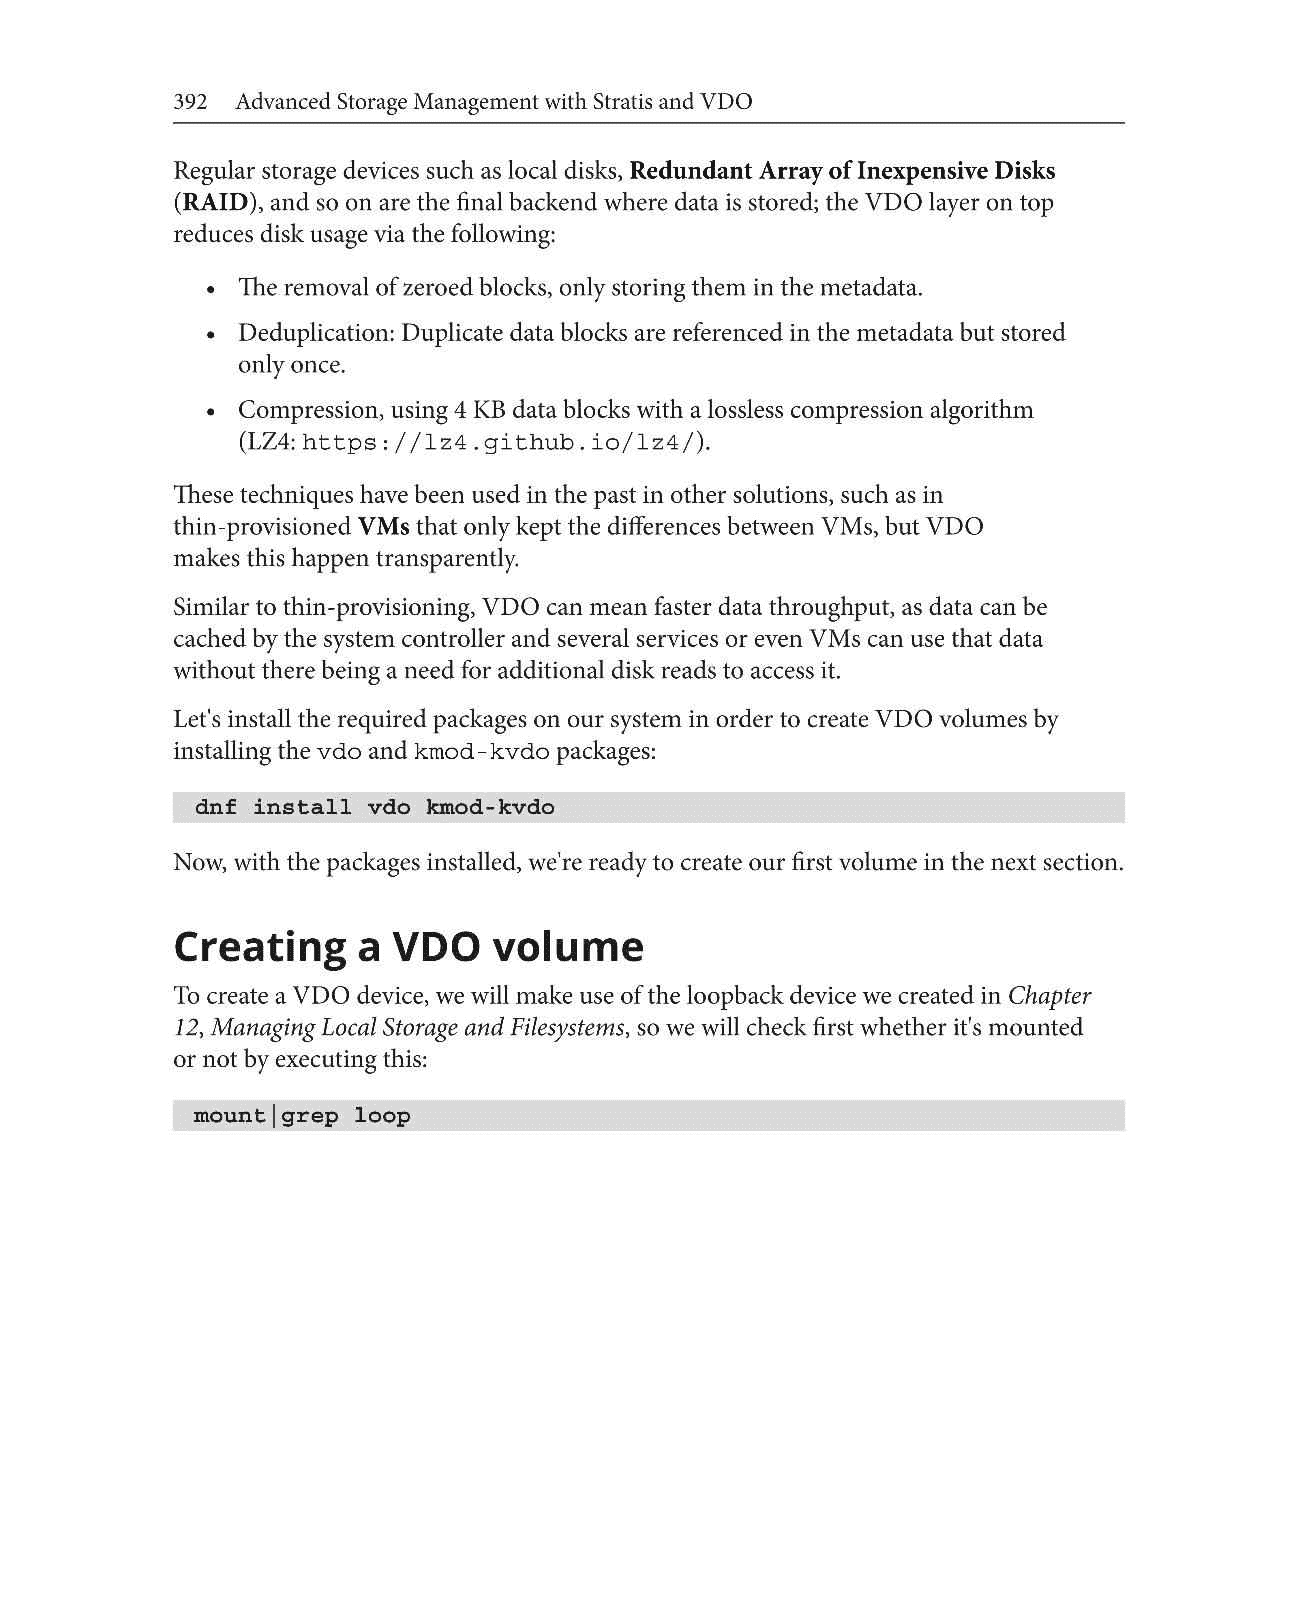 392 Advanced Storage Management with Stratis and VDO
Regular storage devices such as local disks, Redundant Array of Inexpensive Disks
(RAID), and so on are the final backend where data is stored; the VDO layer on top
reduces disk usage via the following:
• The removal of zeroed blocks, only storing them in the metadata.
• Deduplication: Duplicate data blocks are referenced in the metadata but stored
only once.
• Compression, using 4 KB data blocks with a lossless compression algorithm
(LZ4: https://lz4.github.io/lz4/).
These techniques have been used in the past in other solutions, such as in
thin-provisioned VMs that only kept the differences between VMs, but VDO
makes this happen transparently.
Similar to thin-provisioning, VDO can mean faster data throughput, as data can be
cached by the system controller and several services or even VMs can use that data
without there being a need for additional disk reads to access it.
Let's install the required packages on our system in order to create VDO volumes by
installing the vdo and kmod-kvdo packages:
dnf install vdo kmod-kvdo
Now, with the packages installed, we're ready to create our first volume in the next section.
Creating a VDO volume
To create a VDO device, we will make use of the loopback device we created in Chapter
12, Managing Local Storage and Filesystems, so we will check first whether it's mounted
or not by executing this:
mount|grep loop